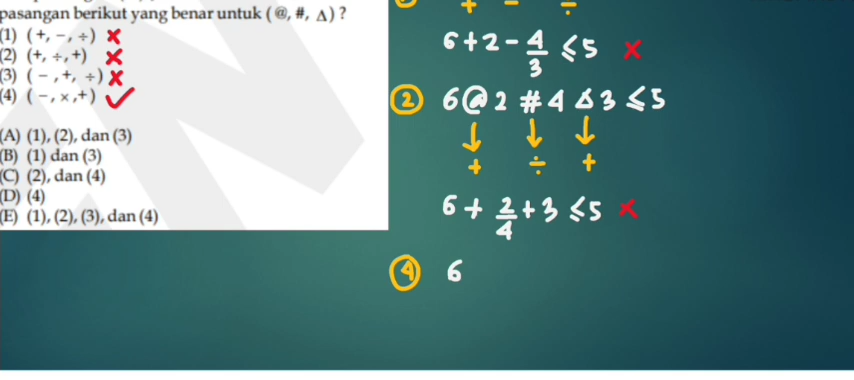 pasangan berikut yang benar untuk (@, #, Δ) ?
(1) (+, −, ÷) ✗
(2) (+, ÷, +) ✗
(3) (−, +, ÷) ✗
(4) (−, ×, +) ✓
(A) (1), (2), dan (3)
(B) (1) dan (3)
(C) (2), dan (4)
(D) (4)
(E) (1), (2), (3), dan (4)
+ − ÷
6+2-4/3 ≤5 ✗
② 6@2#4Δ3≤5
↓ ↓ ↓
+ ÷ +
6+2/4+3≤5 ✗
④ 6